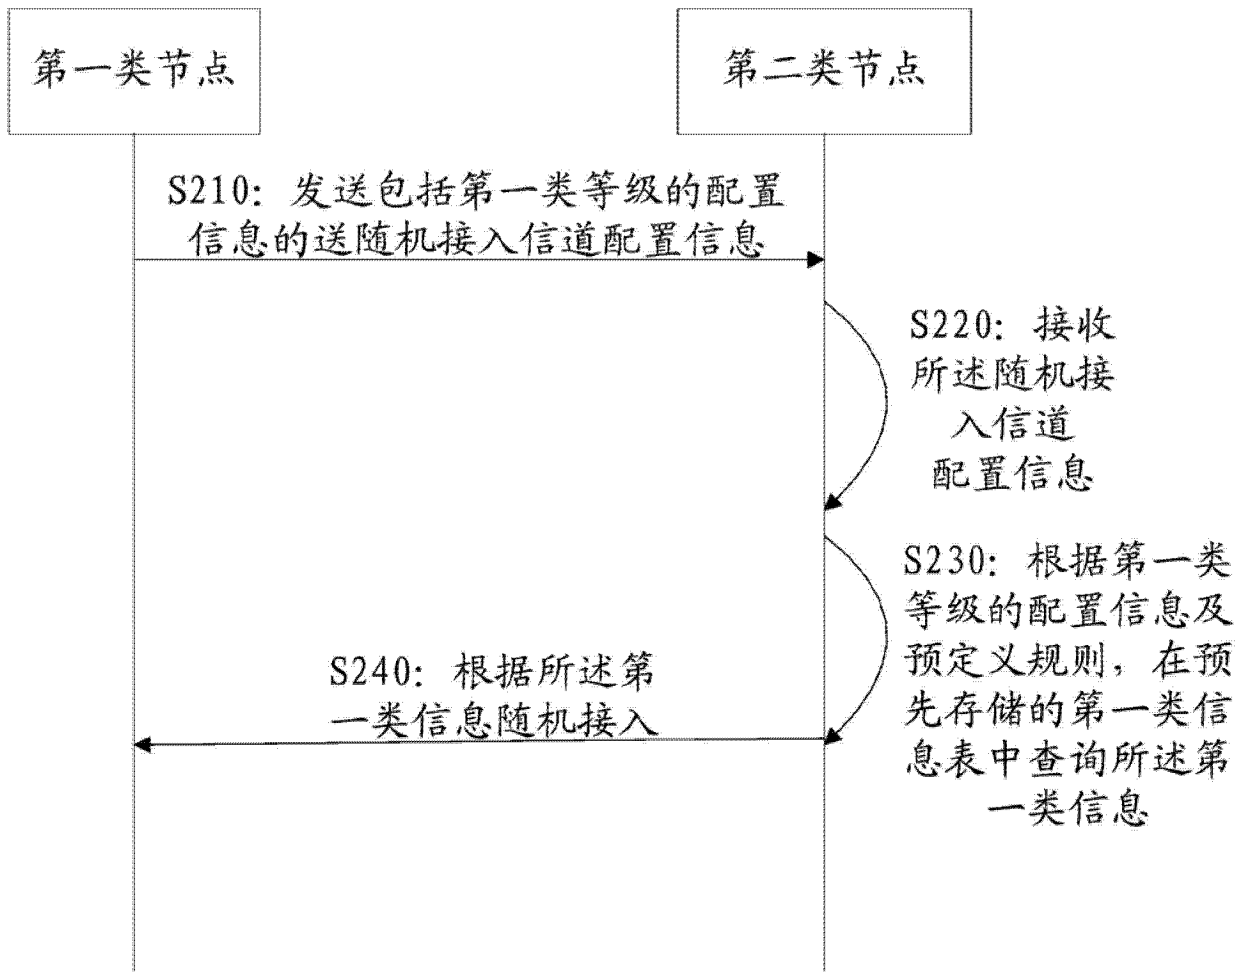 第一类节点
第二类节点
S210：发送包括第一类等级的配置
信息的送随机接入信道配置信息
S220：接收
所述随机接
入信道
配置信息
S230：根据第一类
等级的配置信息及
预定义规则，在预
先存储的第一类信
息表中查询所述第
一类信息
S240：根据所述第
一类信息随机接入